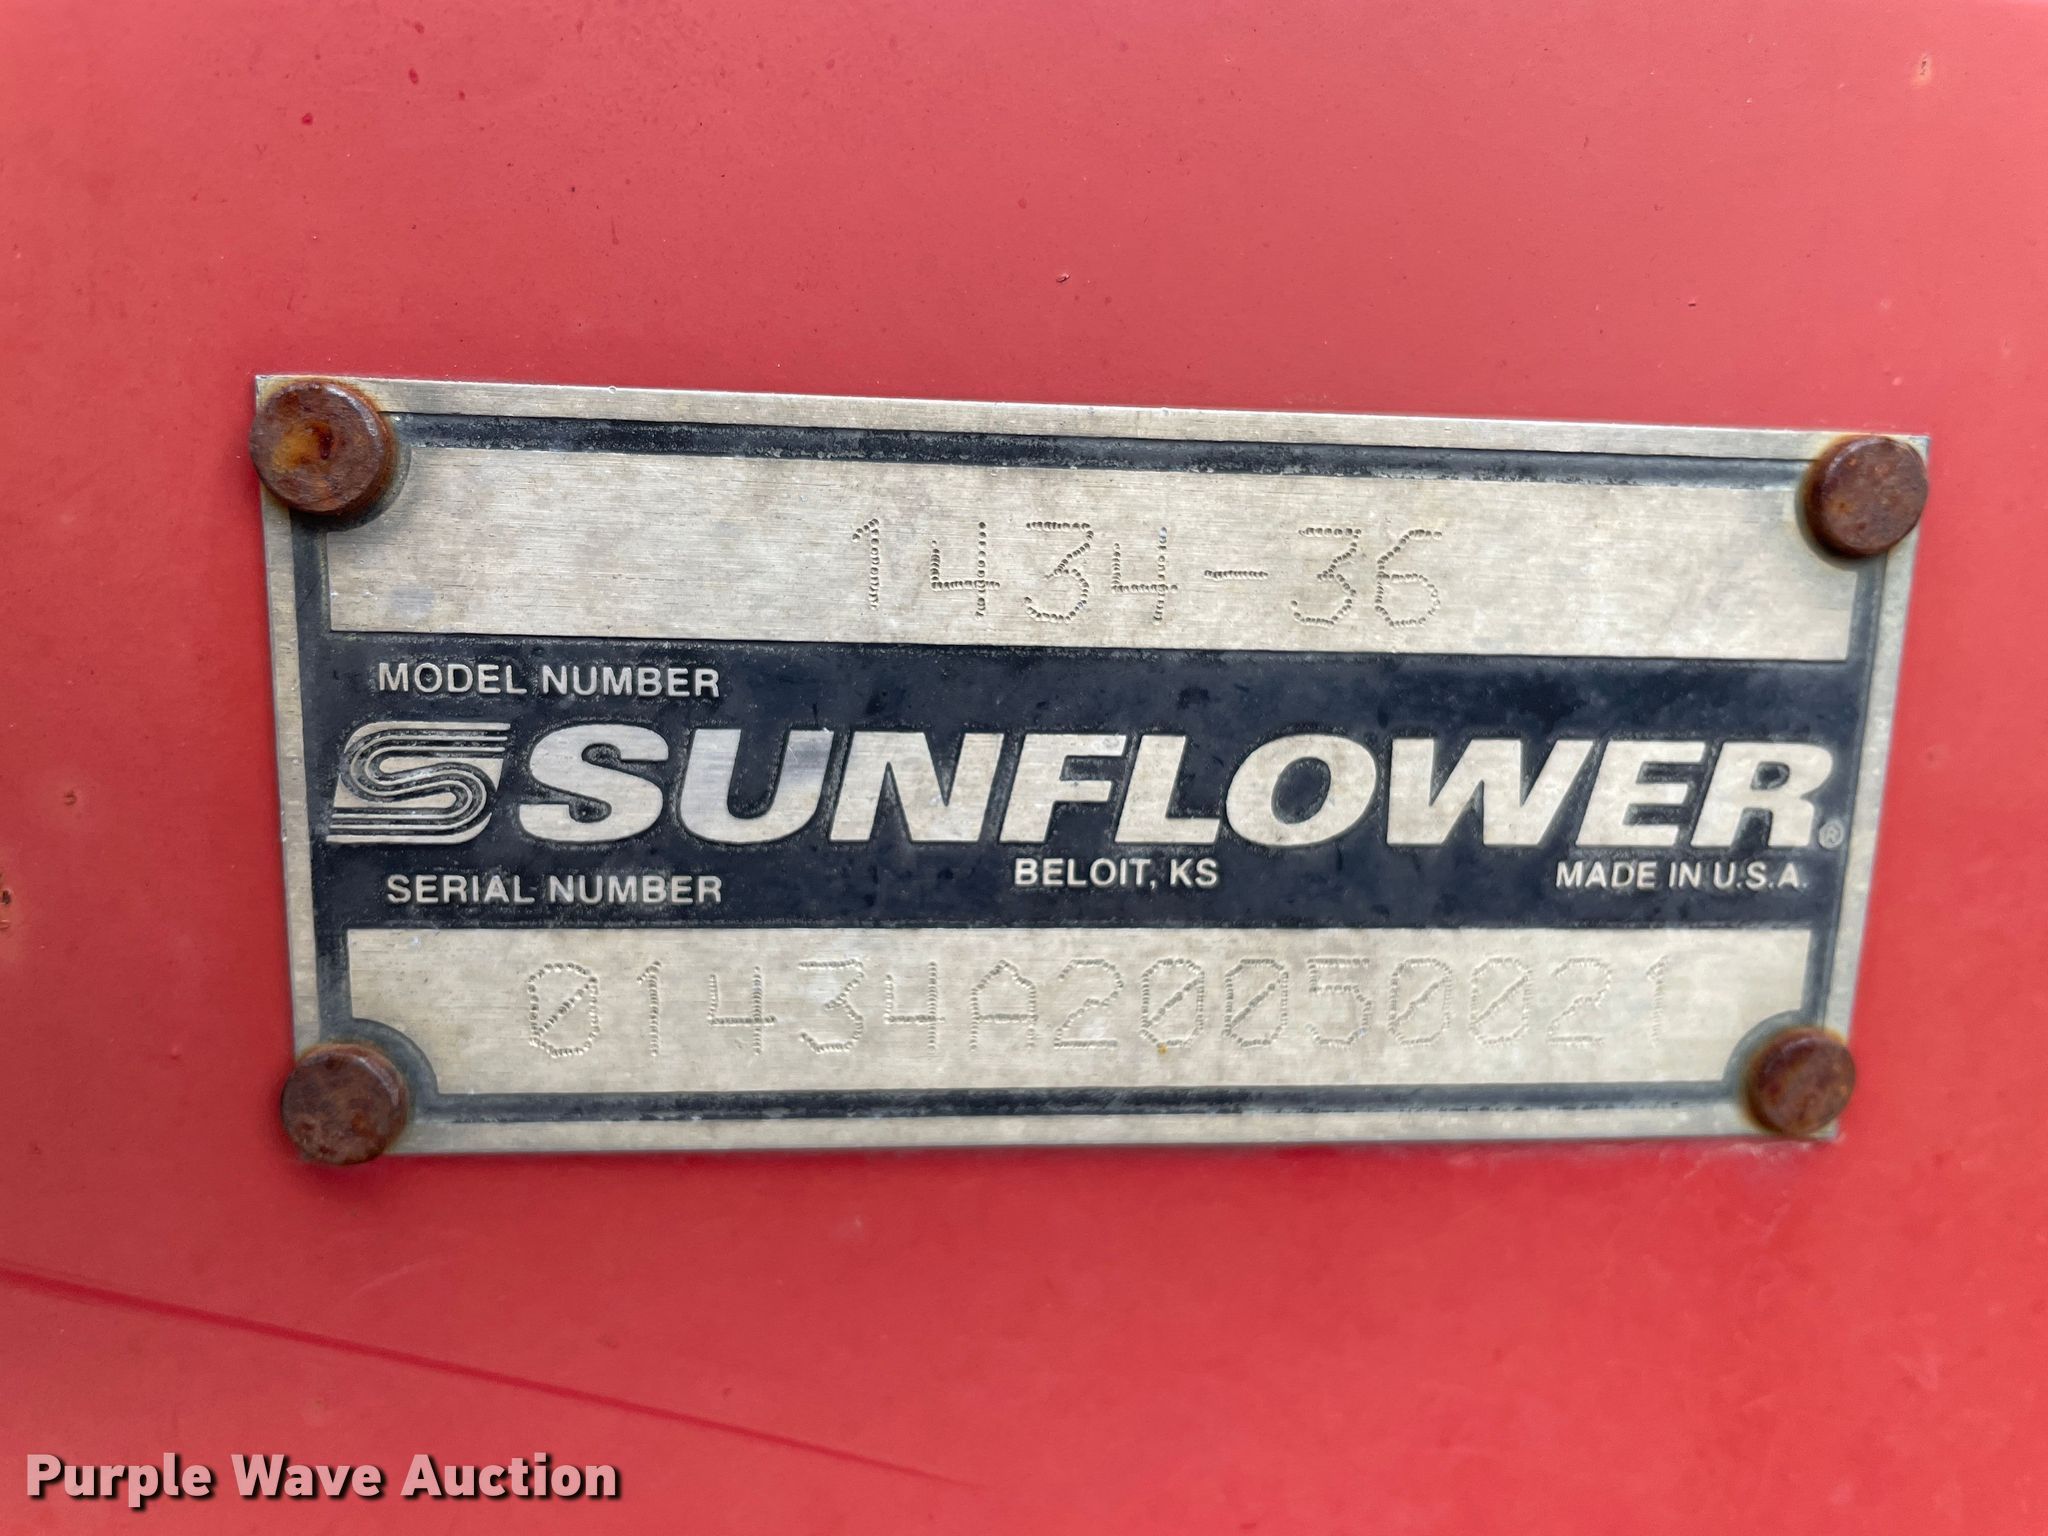 1434-36
MODEL NUMBER
SUNFLOWER®
BELOIT, KS
MADE IN U.S.A.
SERIAL NUMBER
01434A20050021
Purple Wave Auction